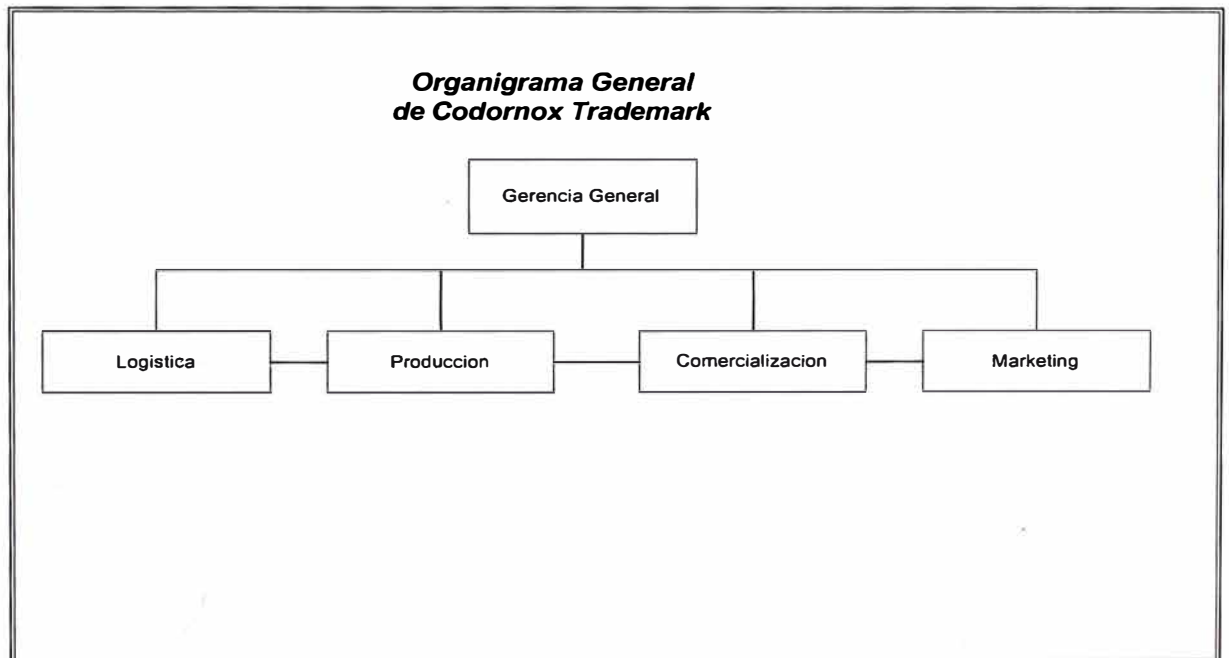 Organigrama General
de Codornox Trademark
Gerencia General
Logistica
Produccion
Comercializacion
Marketing